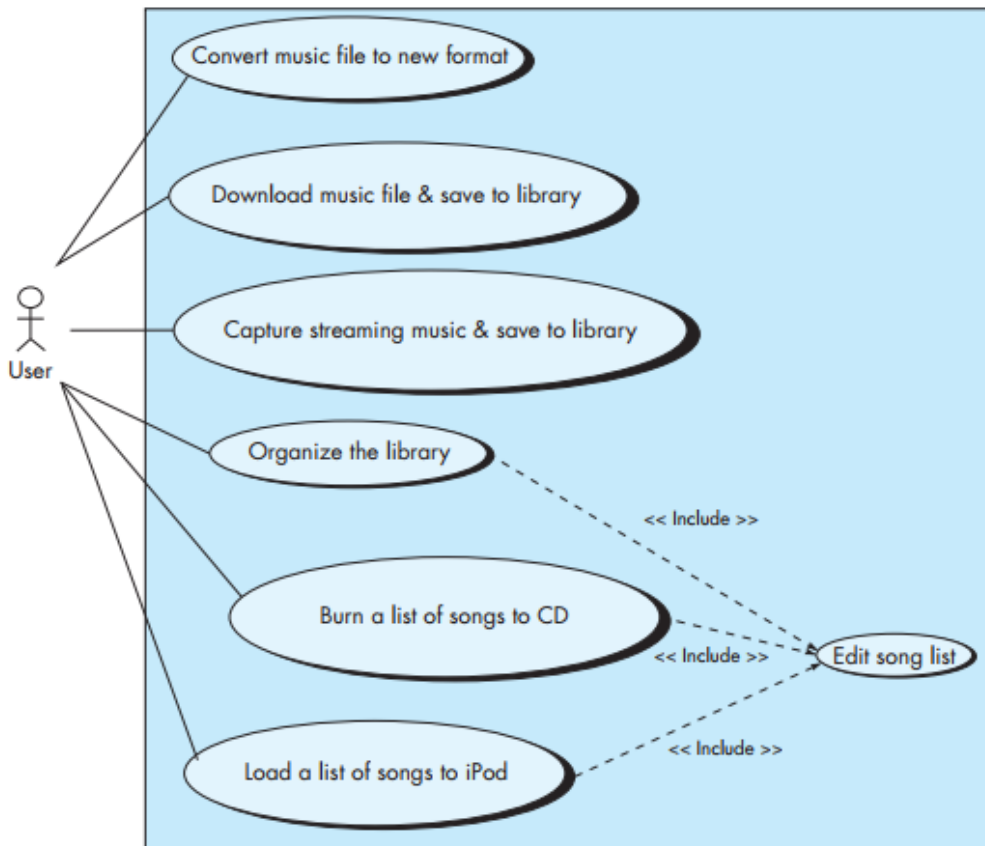 Convert music file to new format
Download music file & save to library
Capture streaming music & save to library
User
Organize the library
<< Include >>
Burn a list of songs to CD
<< Include >>
Edit song list
<< Include >>
Load a list of songs to iPod